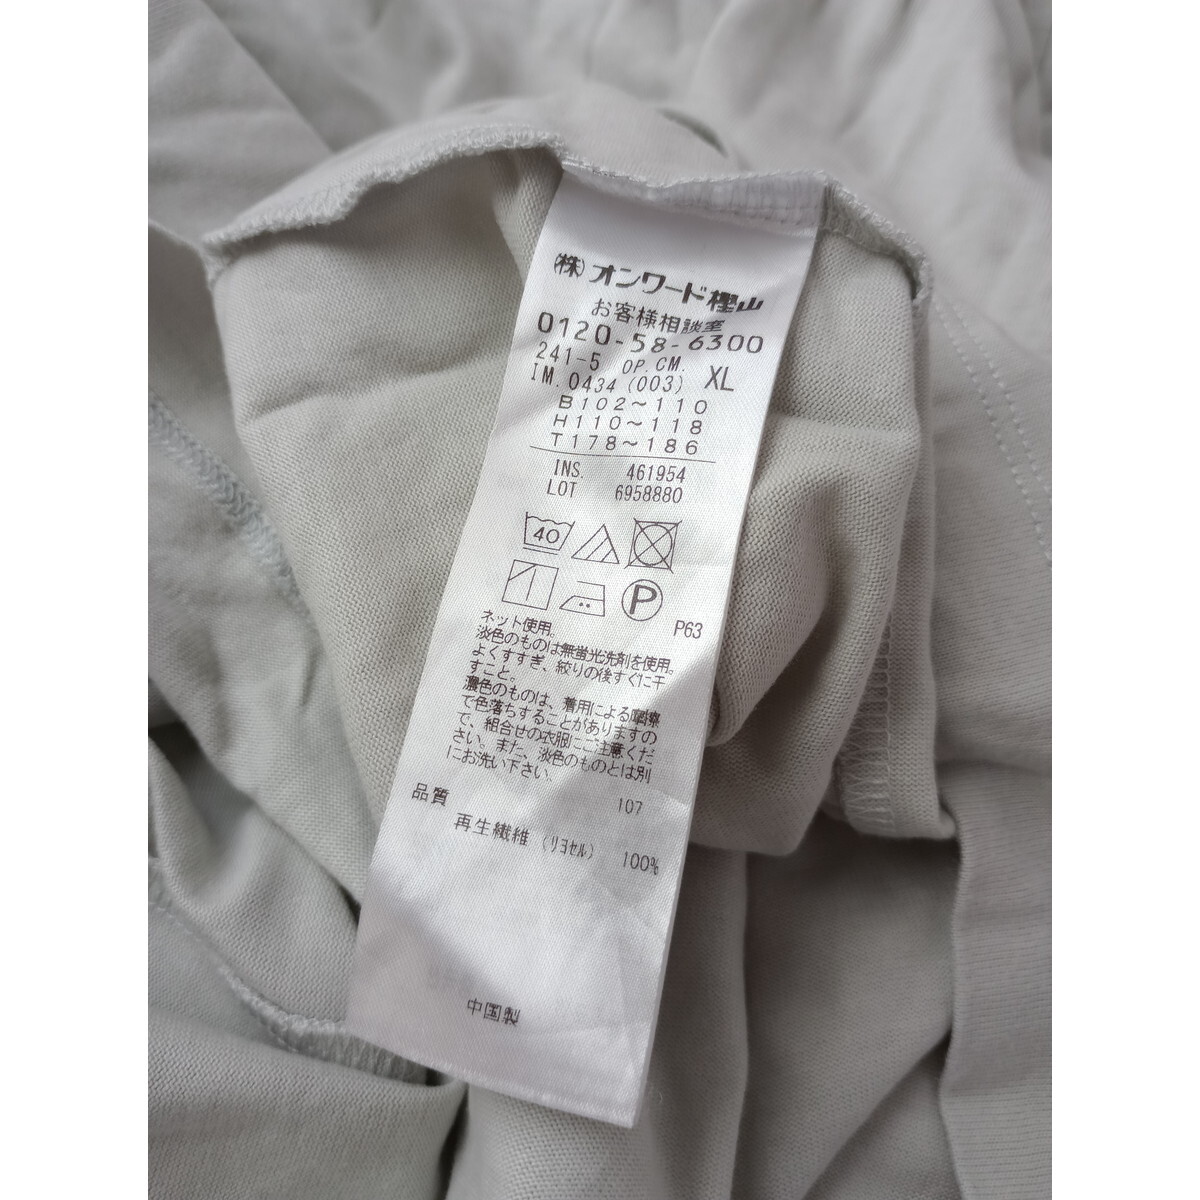 (株)オンワード樫山
お客様相談室
0120-58-6300
241-5 OP.CM.
IM.0434(003) XL
B102～110
H110～118
T178～186
INS 461954
LOT 6958880
40
P
P63
ネット使用。
淡色のものは無蛍光洗剤を使用。
よくすすぎ、絞りの後すぐに干
すこと。
濃色のものは、着用による摩擦
で色落ちすることがありますの
で、組合せの衣服にご注意くだ
さい。また、淡色のものとは別
にお洗い下さい。
107
品質
再生繊維(リヨセル) 100%
中国製